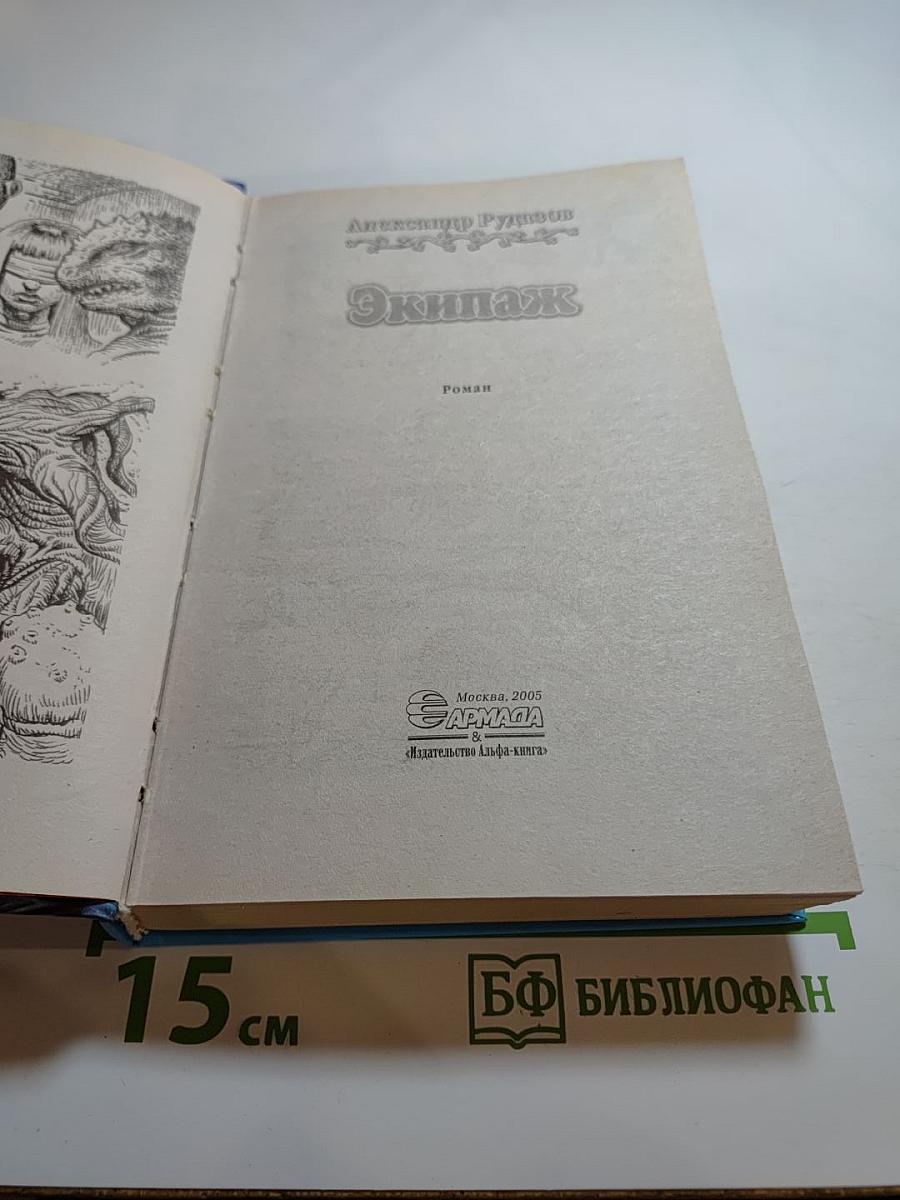 Александр Рудазов
Экипаж
Роман
Москва, 2005
АРМАДА
&
«Издательство Альфа-книга»
15 см
БФ БИБЛИОФАН